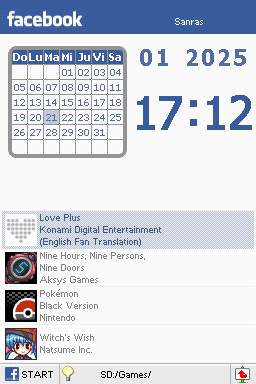 facebook
Sanras
Do Lu Ma Mi Ju Vi Sa
01 02 03 04
05 06 07 08 09 10 11
12 13 14 15 16 17 18
19 20 21 22 23 24 25
26 27 28 29 30 31
01 2025
17:12
Love Plus
Konami Digital Entertainment
(English Fan Translation)
Nine Hours, Nine Persons,
Nine Doors
Aksys Games
Pokémon
Black Version
Nintendo
Witch's Wish
Natsume Inc.
START
SD:/Games/